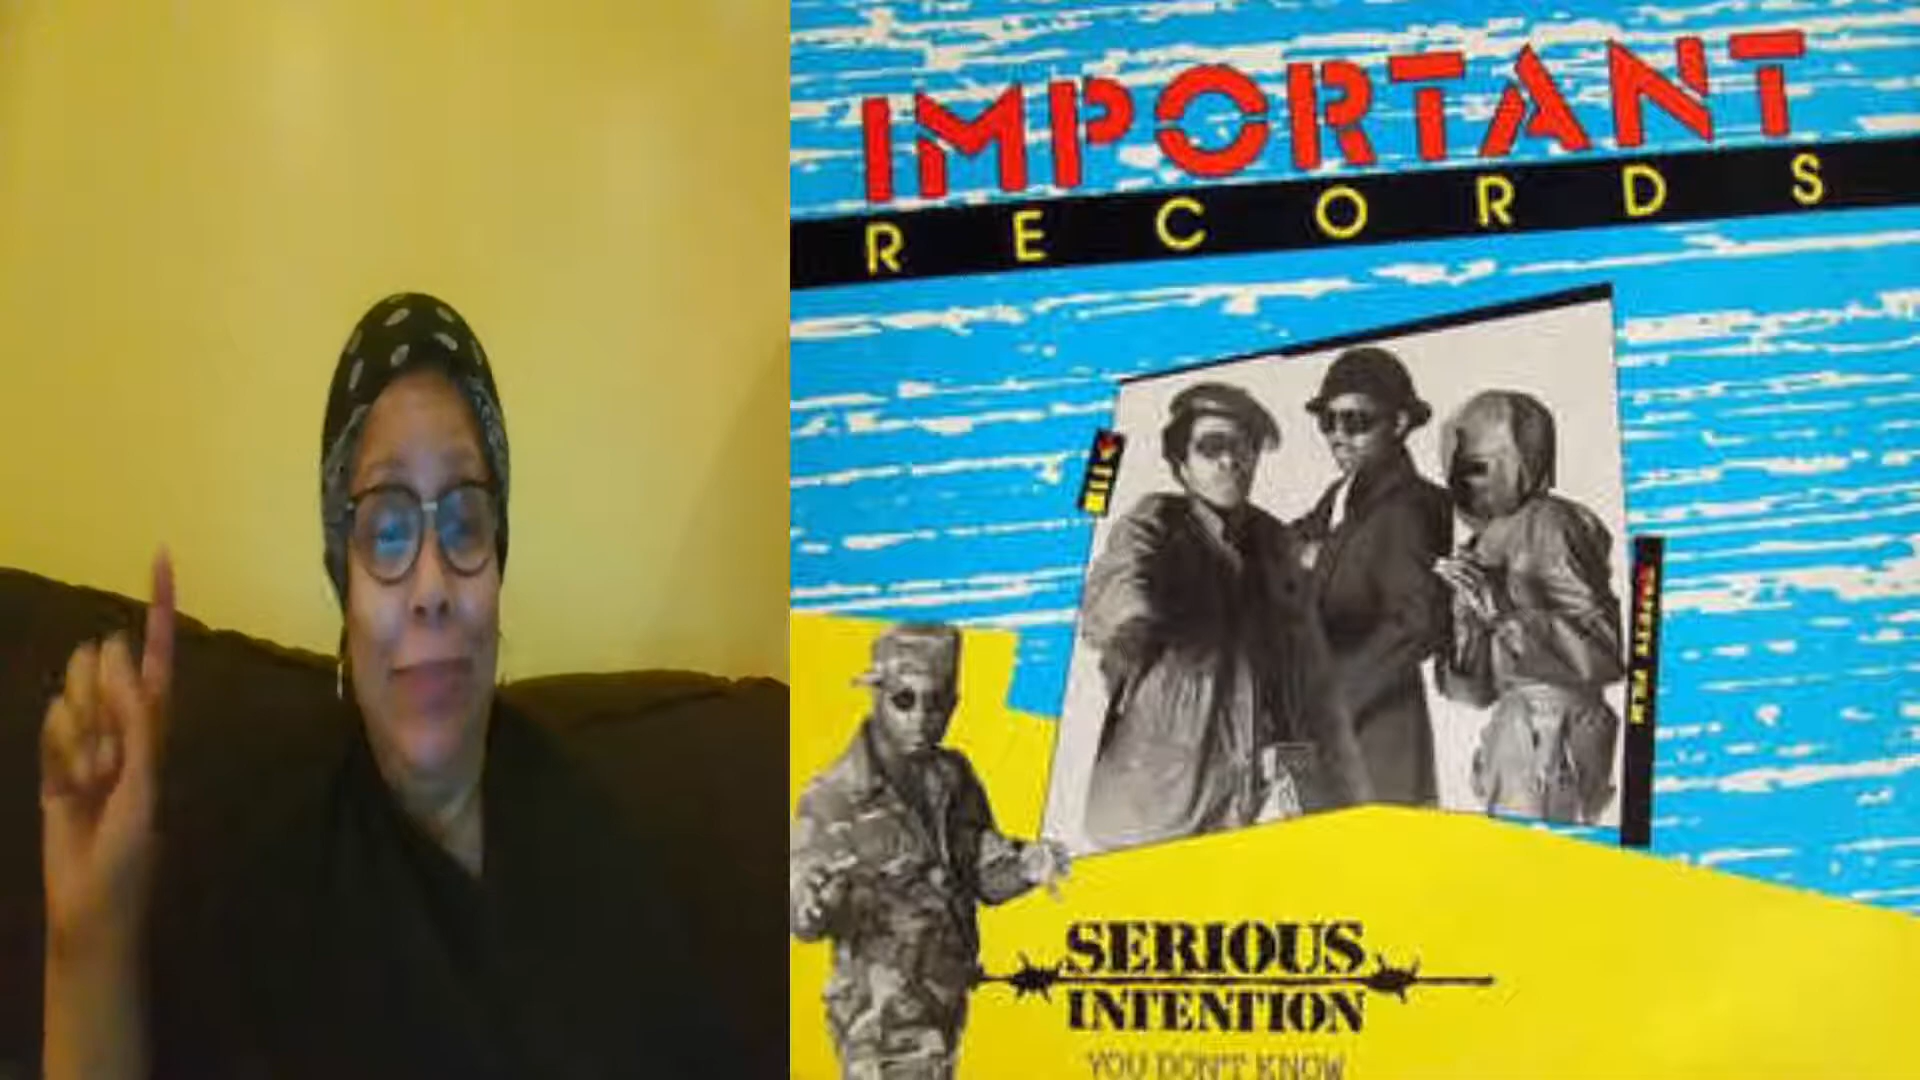 IMPORTANT
RECORDS
SERIOUS
INTENTION
YOU DON'T KNOW